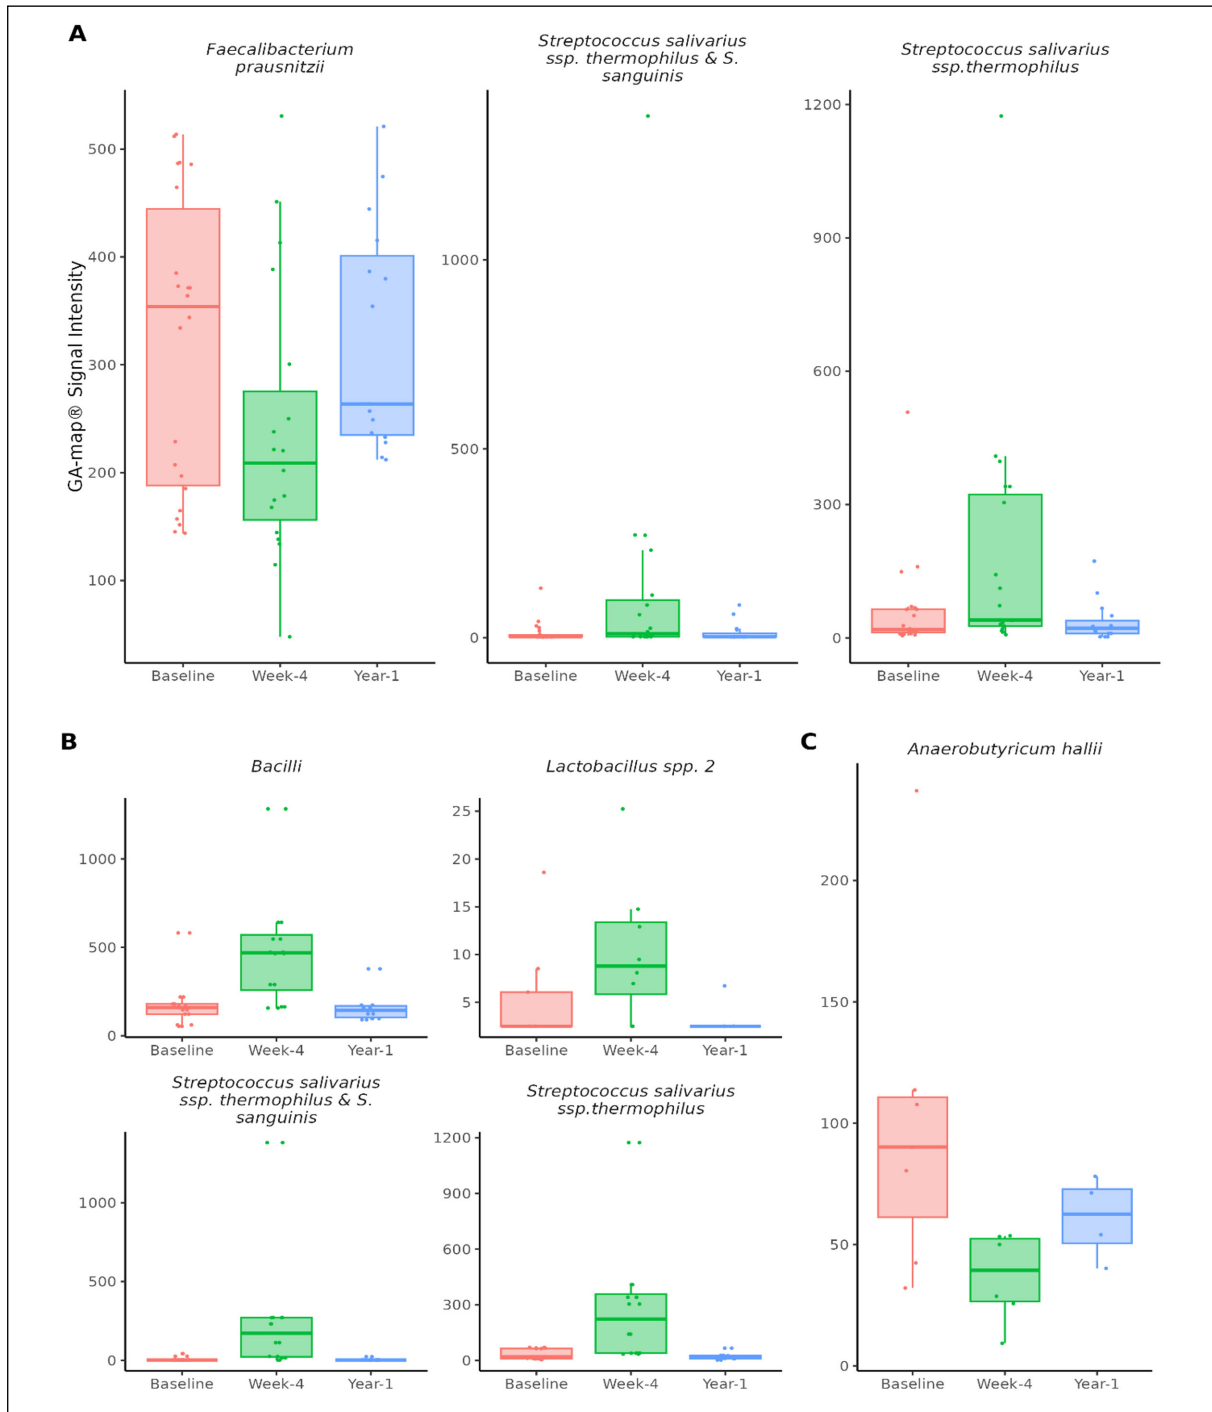 A
Faecalibacterium
prausnitzii
Streptococcus salivarius
ssp. thermophilus & S.
sanguinis
Streptococcus salivarius
ssp.thermophilus
GA-map® Signal Intensity
500
400
300
200
100
1000
500
0
1200
900
600
300
0
Baseline Week-4 Year-1
Baseline Week-4 Year-1
Baseline Week-4 Year-1
B
Bacilli
1000
500
0
Baseline Week-4 Year-1
Lactobacillus spp. 2
25
20
15
10
5
Baseline Week-4 Year-1
Streptococcus salivarius
ssp. thermophilus & S.
sanguinis
1000
500
0
Baseline Week-4 Year-1
Streptococcus salivarius
ssp.thermophilus
1200
900
600
300
0
Baseline Week-4 Year-1
C
Anaerobutyricum hallii
200
150
100
50
0
Baseline Week-4 Year-1